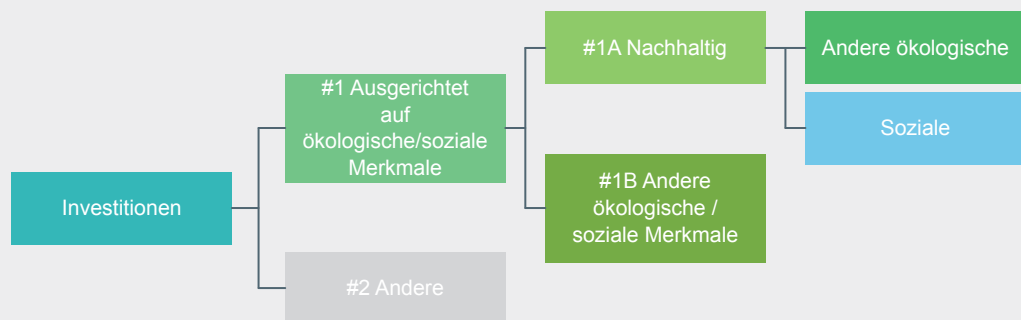 Investitionen
#1 Ausgerichtet
auf
ökologische/soziale
Merkmale
#2 Andere
#1A Nachhaltig
#1B Andere
ökologische /
soziale Merkmale
Andere ökologische
Soziale